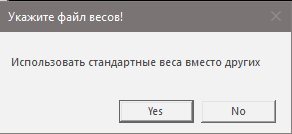 Укажите файл весов!
Использовать стандартные веса вместо других
Yes
No